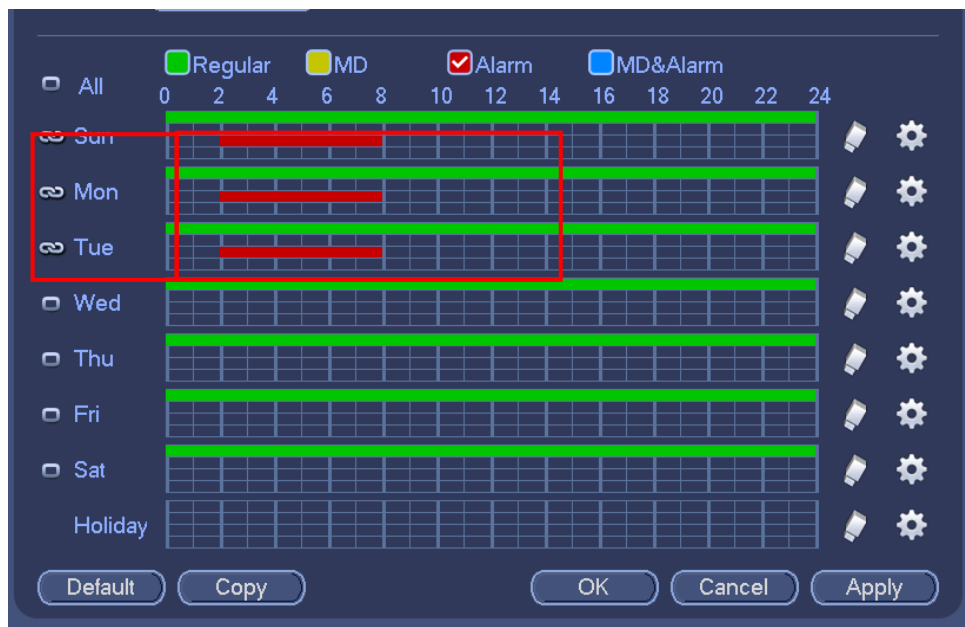 Regular MD Alarm MD&Alarm
All
0 2 4 6 8 10 12 14 16 18 20 22 24
Sun
Mon
Tue
Wed
Thu
Fri
Sat
Holiday
Default Copy OK Cancel Apply